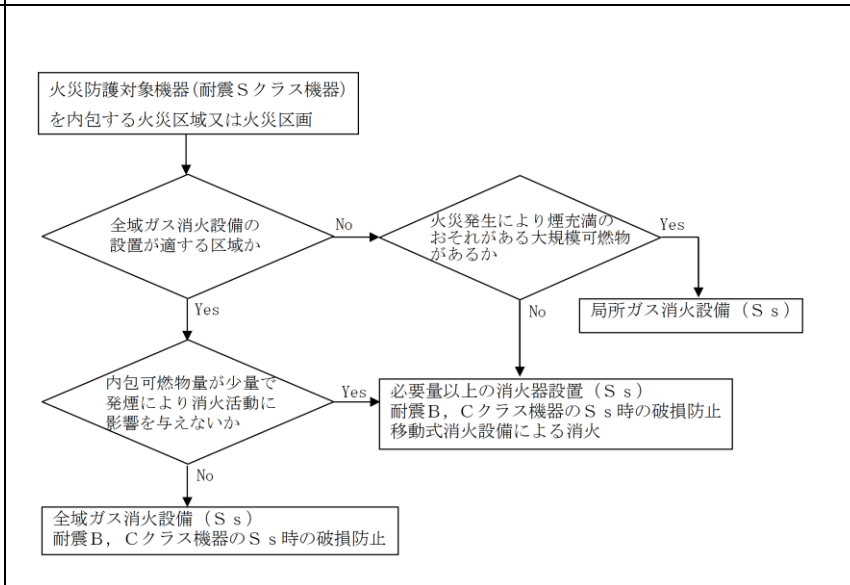 火災防護対象機器(耐震Sクラス機器)
を内包する火災区域又は火災区画
全域ガス消火設備の
設置が適する区域か
No
火災発生により煙充満の
おそれがある大規模可燃物
があるか
Yes
局所ガス消火設備(Ss)
Yes
No
内包可燃物量が少量で
発煙により消火活動に
影響を与えないか
Yes
必要量以上の消火器設置(Ss)
耐震B,Cクラス機器のSs時の破損防止
移動式消火設備による消火
No
全域ガス消火設備(Ss)
耐震B,Cクラス機器のSs時の破損防止